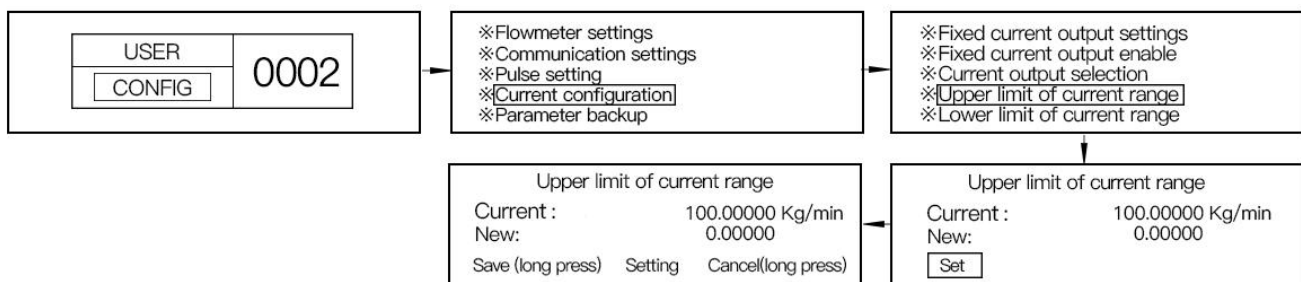 USER
CONFIG
0002
※Flowmeter settings
※Communication settings
※Pulse setting
※Current configuration
※Parameter backup
※Fixed current output settings
※Fixed current output enable
※Current output selection
※Upper limit of current range
※Lower limit of current range
Upper limit of current range
Current : 100.00000 Kg/min
New: 0.00000
Set
Upper limit of current range
Current : 100.00000 Kg/min
New: 0.00000
Save (long press) Setting Cancel(long press)